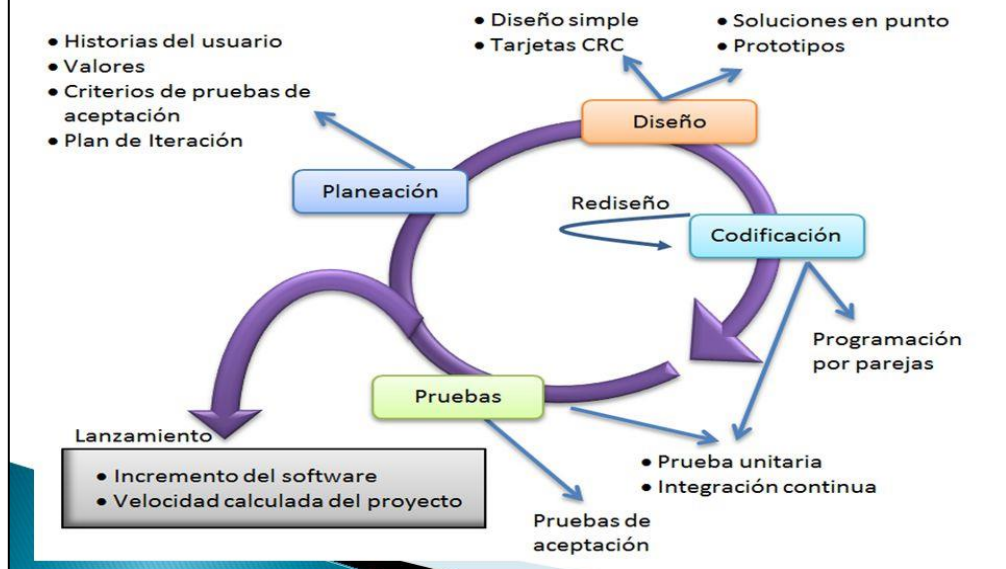 • Diseño simple
• Tarjetas CRC
• Soluciones en punto
• Prototipos
• Historias del usuario
• Valores
• Criterios de pruebas de
aceptación
• Plan de Iteración
Diseño
Planeación
Rediseño
Codificación
Programación
por parejas
Pruebas
Lanzamiento
• Incremento del software
• Velocidad calculada del proyecto
• Prueba unitaria
• Integración continua
Pruebas de
aceptación